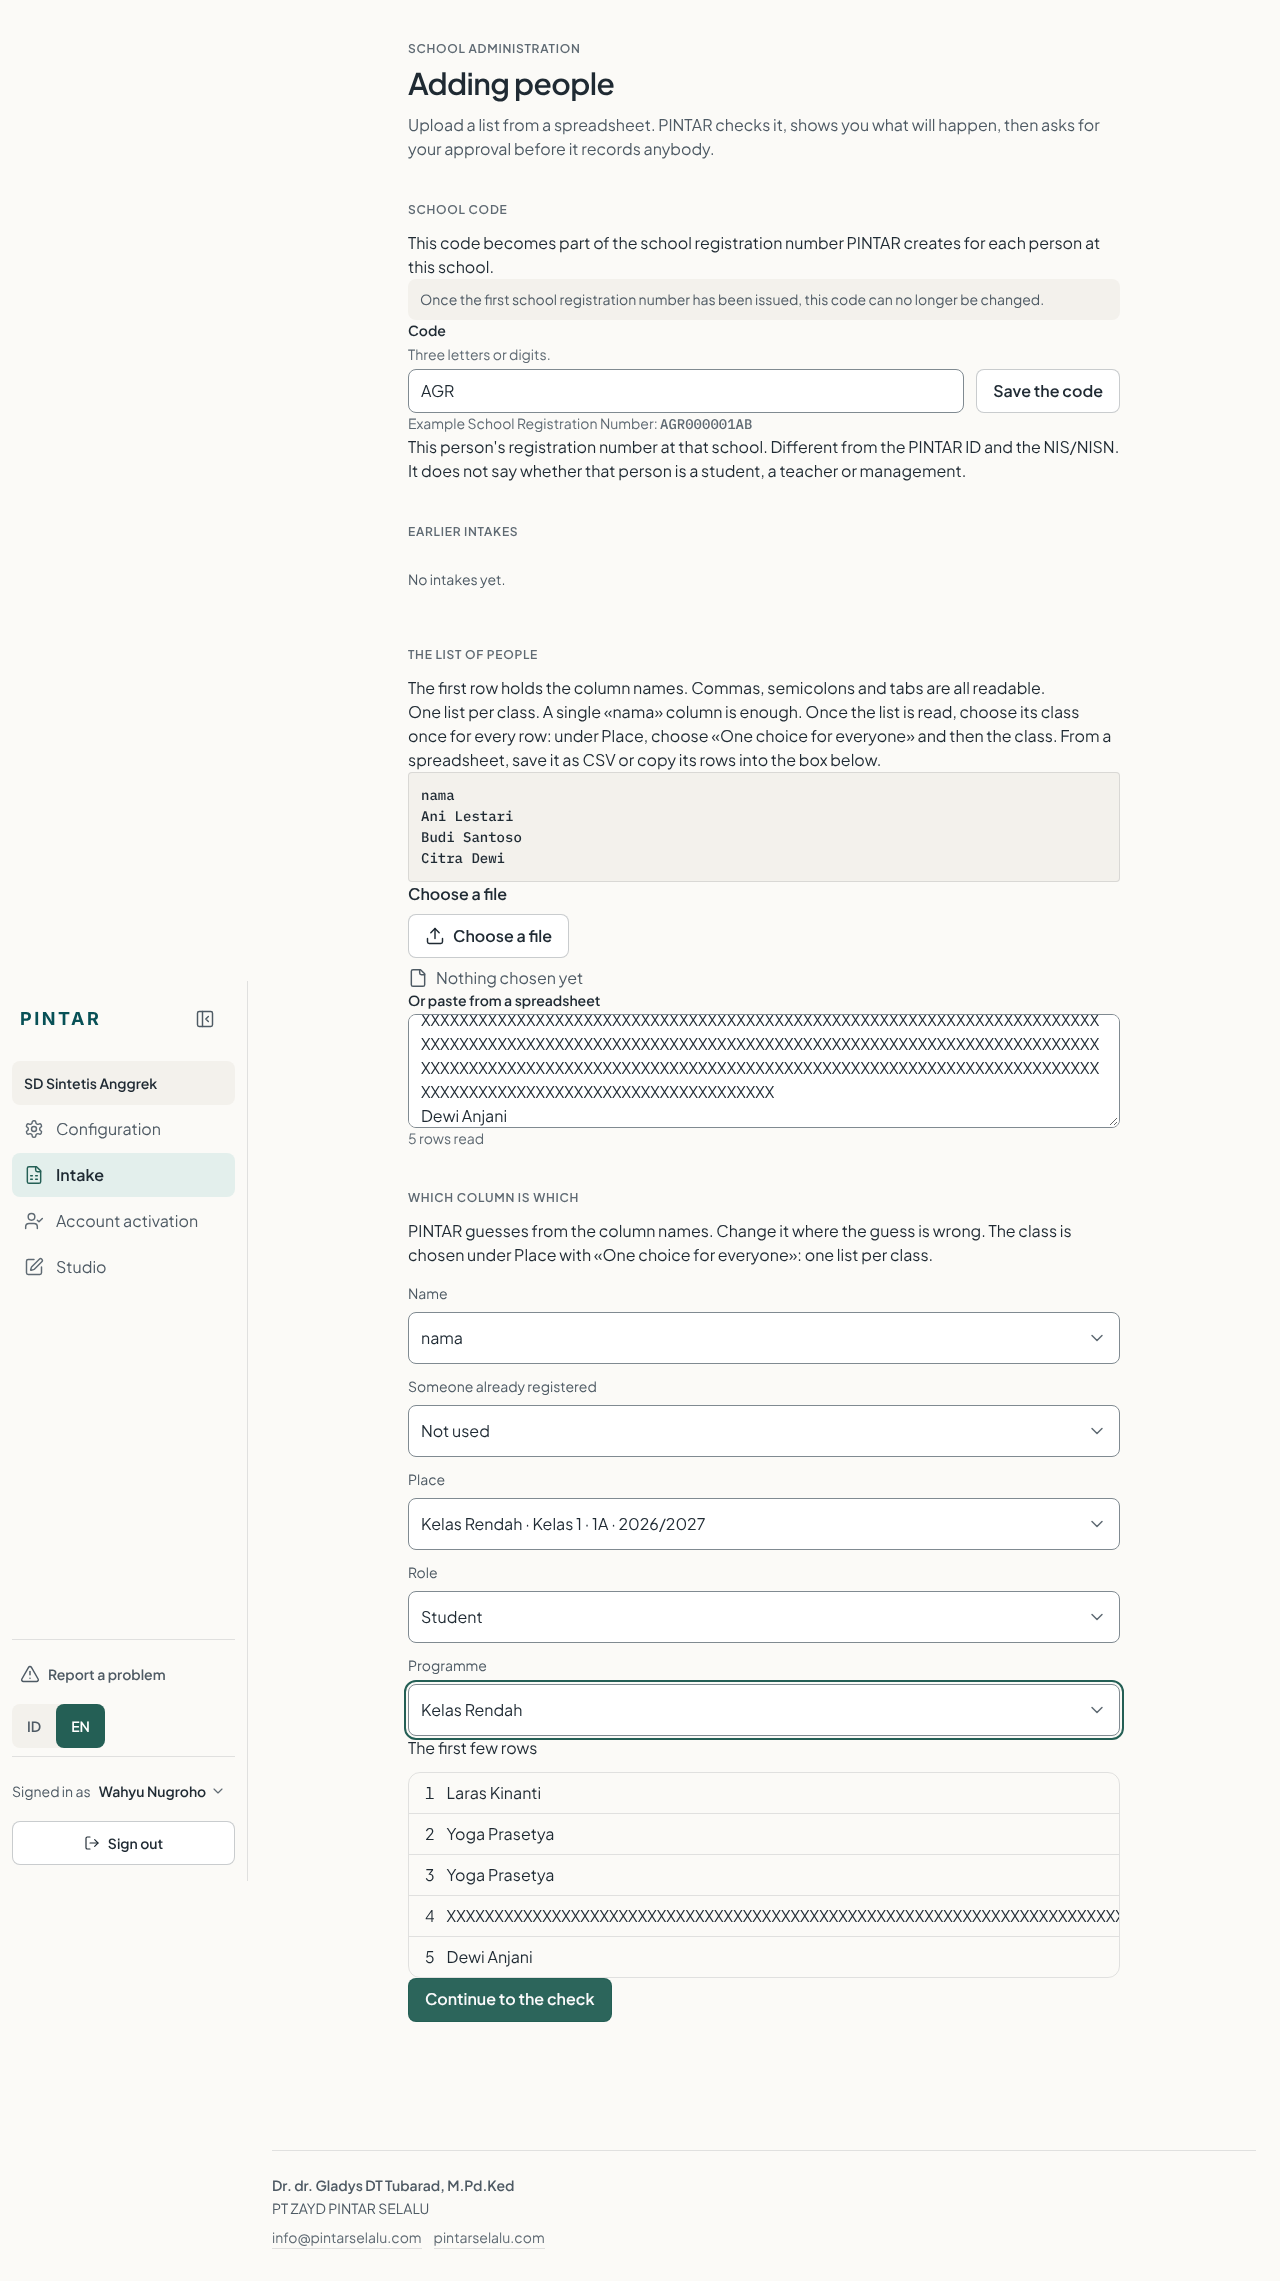 SCHOOL ADMINISTRATION
Adding people
Upload a list from a spreadsheet. PINTAR checks it, shows you what will happen, then asks for
your approval before it records anybody.
SCHOOL CODE
This code becomes part of the school registration number PINTAR creates for each person at
this school.
Once the first school registration number has been issued, this code can no longer be changed.
Code
Three letters or digits.
AGR
Save the code
Example School Registration Number: AGR000001AB
This person's registration number at that school. Different from the PINTAR ID and the NIS/NISN.
It does not say whether that person is a student, a teacher or management.
EARLIER INTAKES
No intakes yet.
THE LIST OF PEOPLE
The first row holds the column names. Commas, semicolons and tabs are all readable.
One list per class. A single «nama» column is enough. Once the list is read, choose its class
once for every row: under Place, choose «One choice for everyone» and then the class. From a
spreadsheet, save it as CSV or copy its rows into the box below.
nama
Ani Lestari
Budi Santoso
Citra Dewi
Choose a file
Choose a file
Nothing chosen yet
Or paste from a spreadsheet
Dewi Anjani
5 rows read
WHICH COLUMN IS WHICH
PINTAR guesses from the column names. Change it where the guess is wrong. The class is
chosen under Place with «One choice for everyone»: one list per class.
Name
nama
Someone already registered
Not used
Place
Kelas Rendah · Kelas 1 · 1A · 2026/2027
Role
Student
Programme
Kelas Rendah
The first few rows
1 Laras Kinanti
2 Yoga Prasetya
3 Yoga Prasetya
4
5 Dewi Anjani
Continue to the check
PINTAR
SD Sintetis Anggrek
Configuration
Intake
Account activation
Studio
Report a problem
ID EN
Signed in as Wahyu Nugroho
Sign out
Dr. dr. Gladys DT Tubarad, M.Pd.Ked
PT ZAYD PINTAR SELALU
info@pintarselalu.com pintarselalu.com